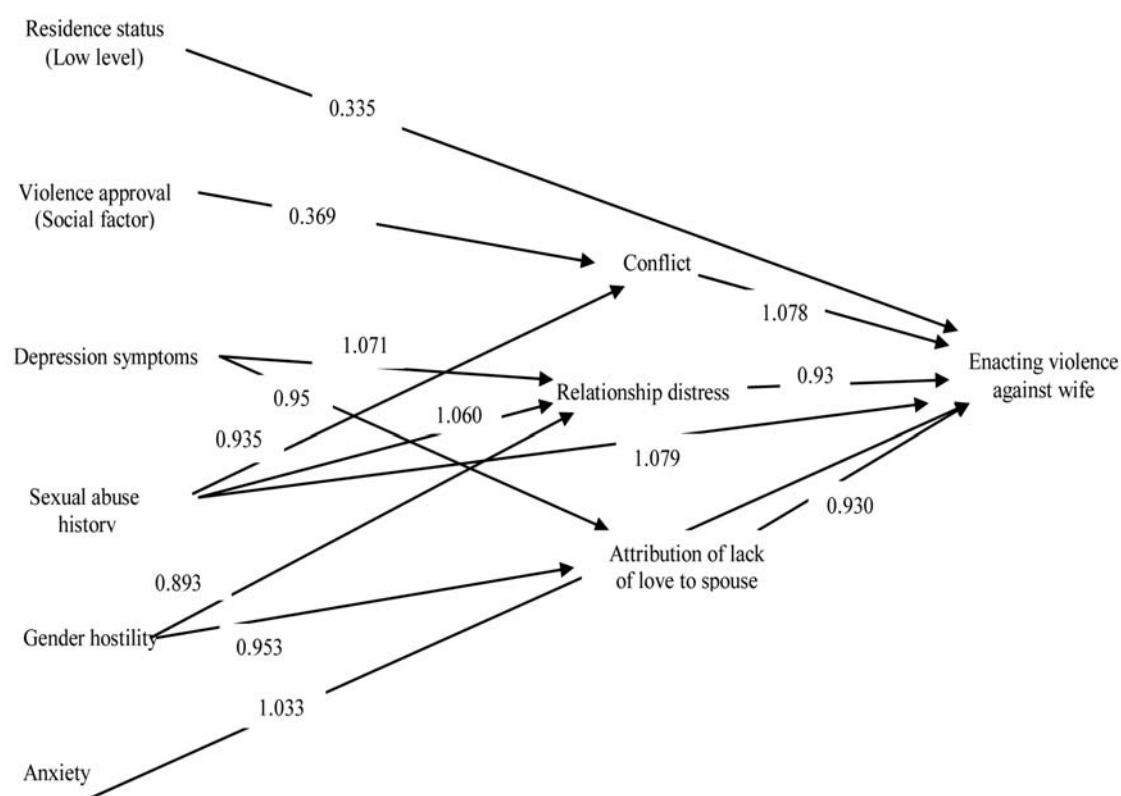 Residence status
(Low level)
0.335
Violence approval
(Social factor)
0.369
Conflict
1.078
Depression symptoms
1.071
0.95
Relationship distress
0.93
Enacting violence
against wife
1.060
0.935
1.079
Sexual abuse
history
0.930
Attribution of lack
of love to spouse
0.893
Gender hostility
0.953
1.033
Anxiety